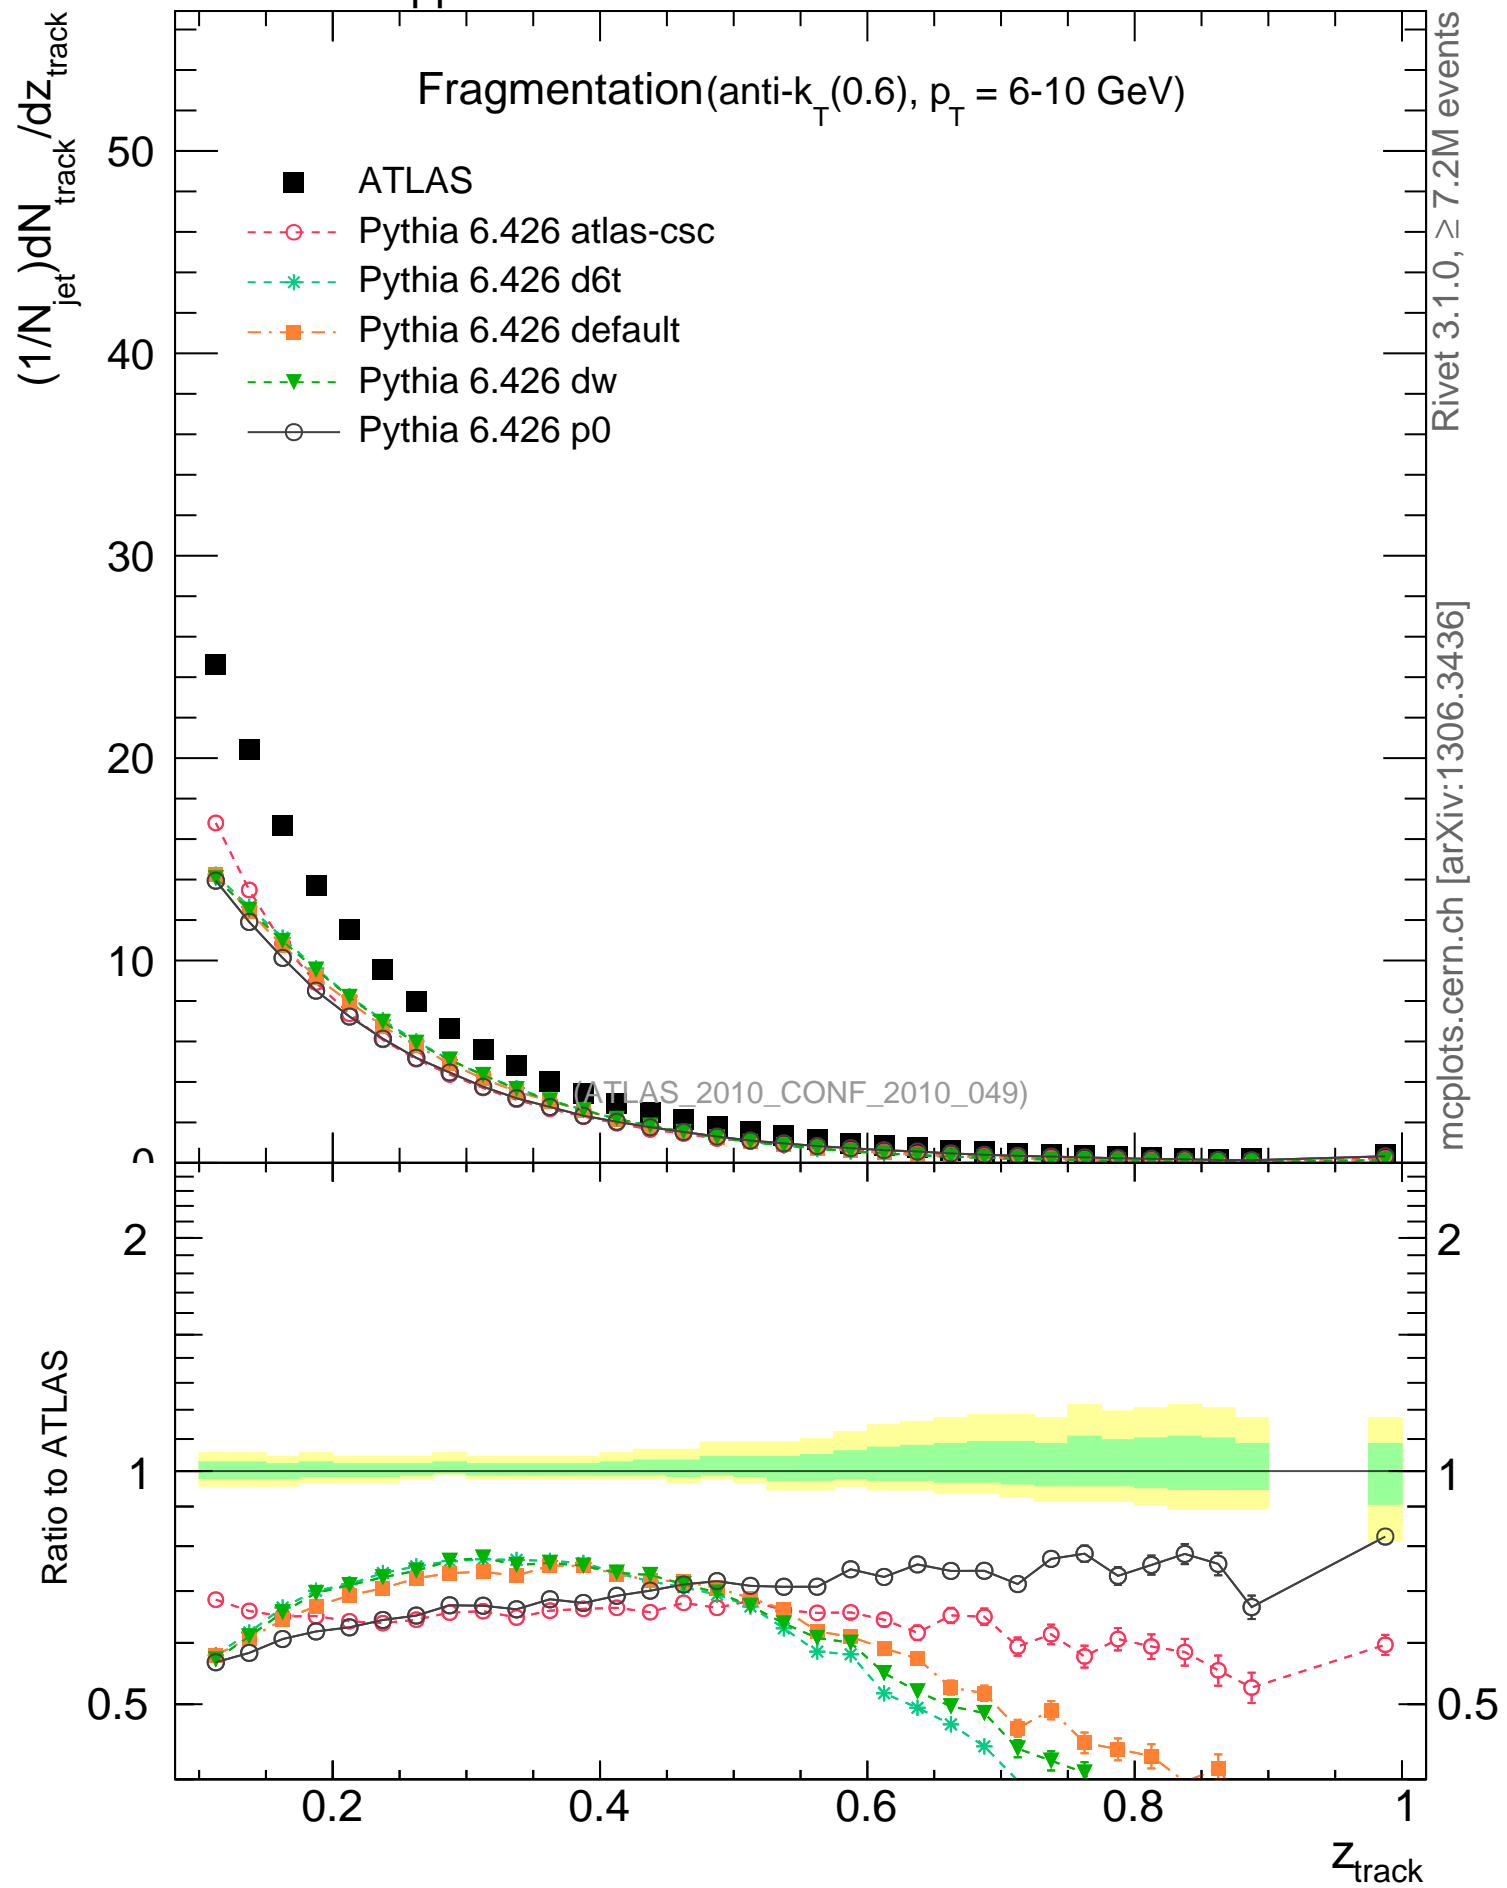 pp
Fragmentation (anti-k_T(0.6), p_T = 6-10 GeV)
(1/N_jet)dN_track/dz_track
ATLAS
Pythia 6.426 atlas-csc
Pythia 6.426 d6t
Pythia 6.426 default
Pythia 6.426 dw
Pythia 6.426 p0
50
40
30
20
10
0
(ATLAS_2010_CONF_2010_049)
Rivet 3.1.0, ≥ 7.2M events
mcplots.cern.ch [arXiv:1306.3436]
Ratio to ATLAS
2
1
0.5
2
1
0.5
0.2
0.4
0.6
0.8
1
z_track